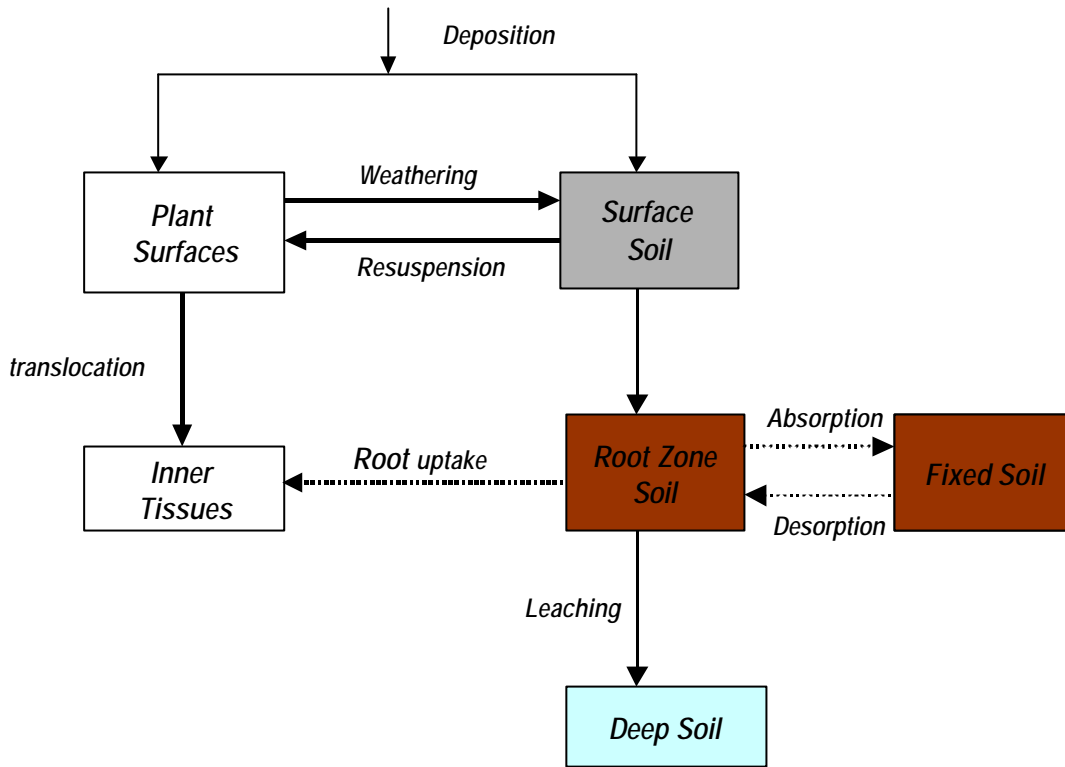 Deposition
Weathering
Plant
Surfaces
Surface
Soil
Resuspension
translocation
Absorption
Inner
Tissues
Root uptake
Root Zone
Soil
Fixed Soil
Desorption
Leaching
Deep Soil